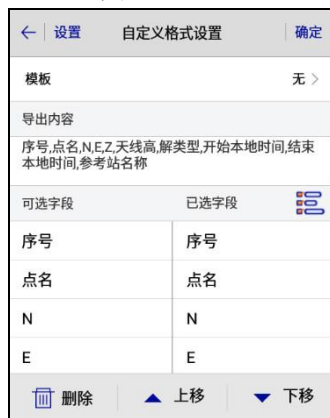 设置 自定义格式设置 确定
模板 无
导出内容
序号,点名,N,E,Z,天线高,解类型,开始本地时间,结束
本地时间,参考站名称
可选字段 已选字段
序号 序号
点名 点名
N N
E E
删除 上移 下移